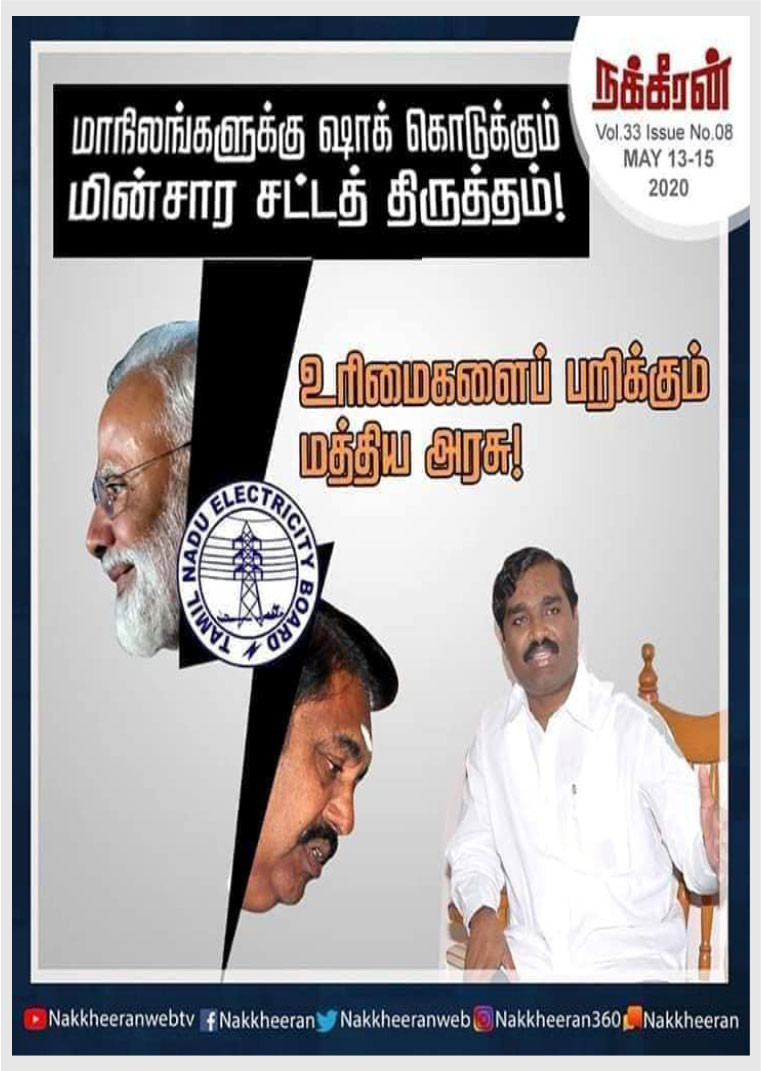 நக்கீரன்
Vol.33 Issue No.08
MAY 13-15
2020
மாநிலங்களுக்கு ஷாக் கொடுக்கும்
மின்சார சட்டத் திருத்தம்!
உரிமைகளைப் பறிக்கும்
மத்திய அரசு!
TAMIL NADU ELECTRICITY BOARD
Nakkheeranwebtv Nakkheeran Nakkheeranweb Nakkheeran360 Nakkheeran